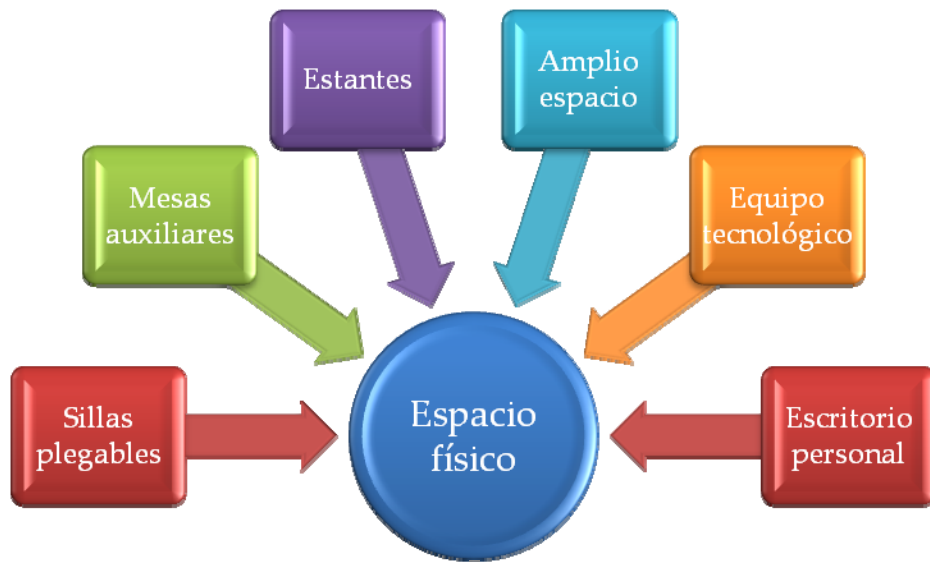 Estantes
Amplio
espacio
Mesas
auxiliares
Equipo
tecnológico
Sillas
plegables
Espacio
físico
Escritorio
personal